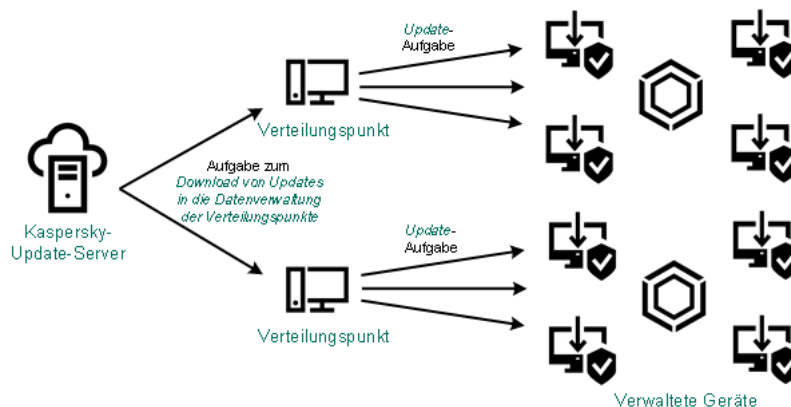 Update-
Aufgabe
Verteilungspunkt
Aufgabe zum
Download von Updates
in die Datenverwaltung
der Verteilungspunkte
Kaspersky-
Update-Server
Update-
Aufgabe
Verteilungspunkt
Verwaltete Geräte